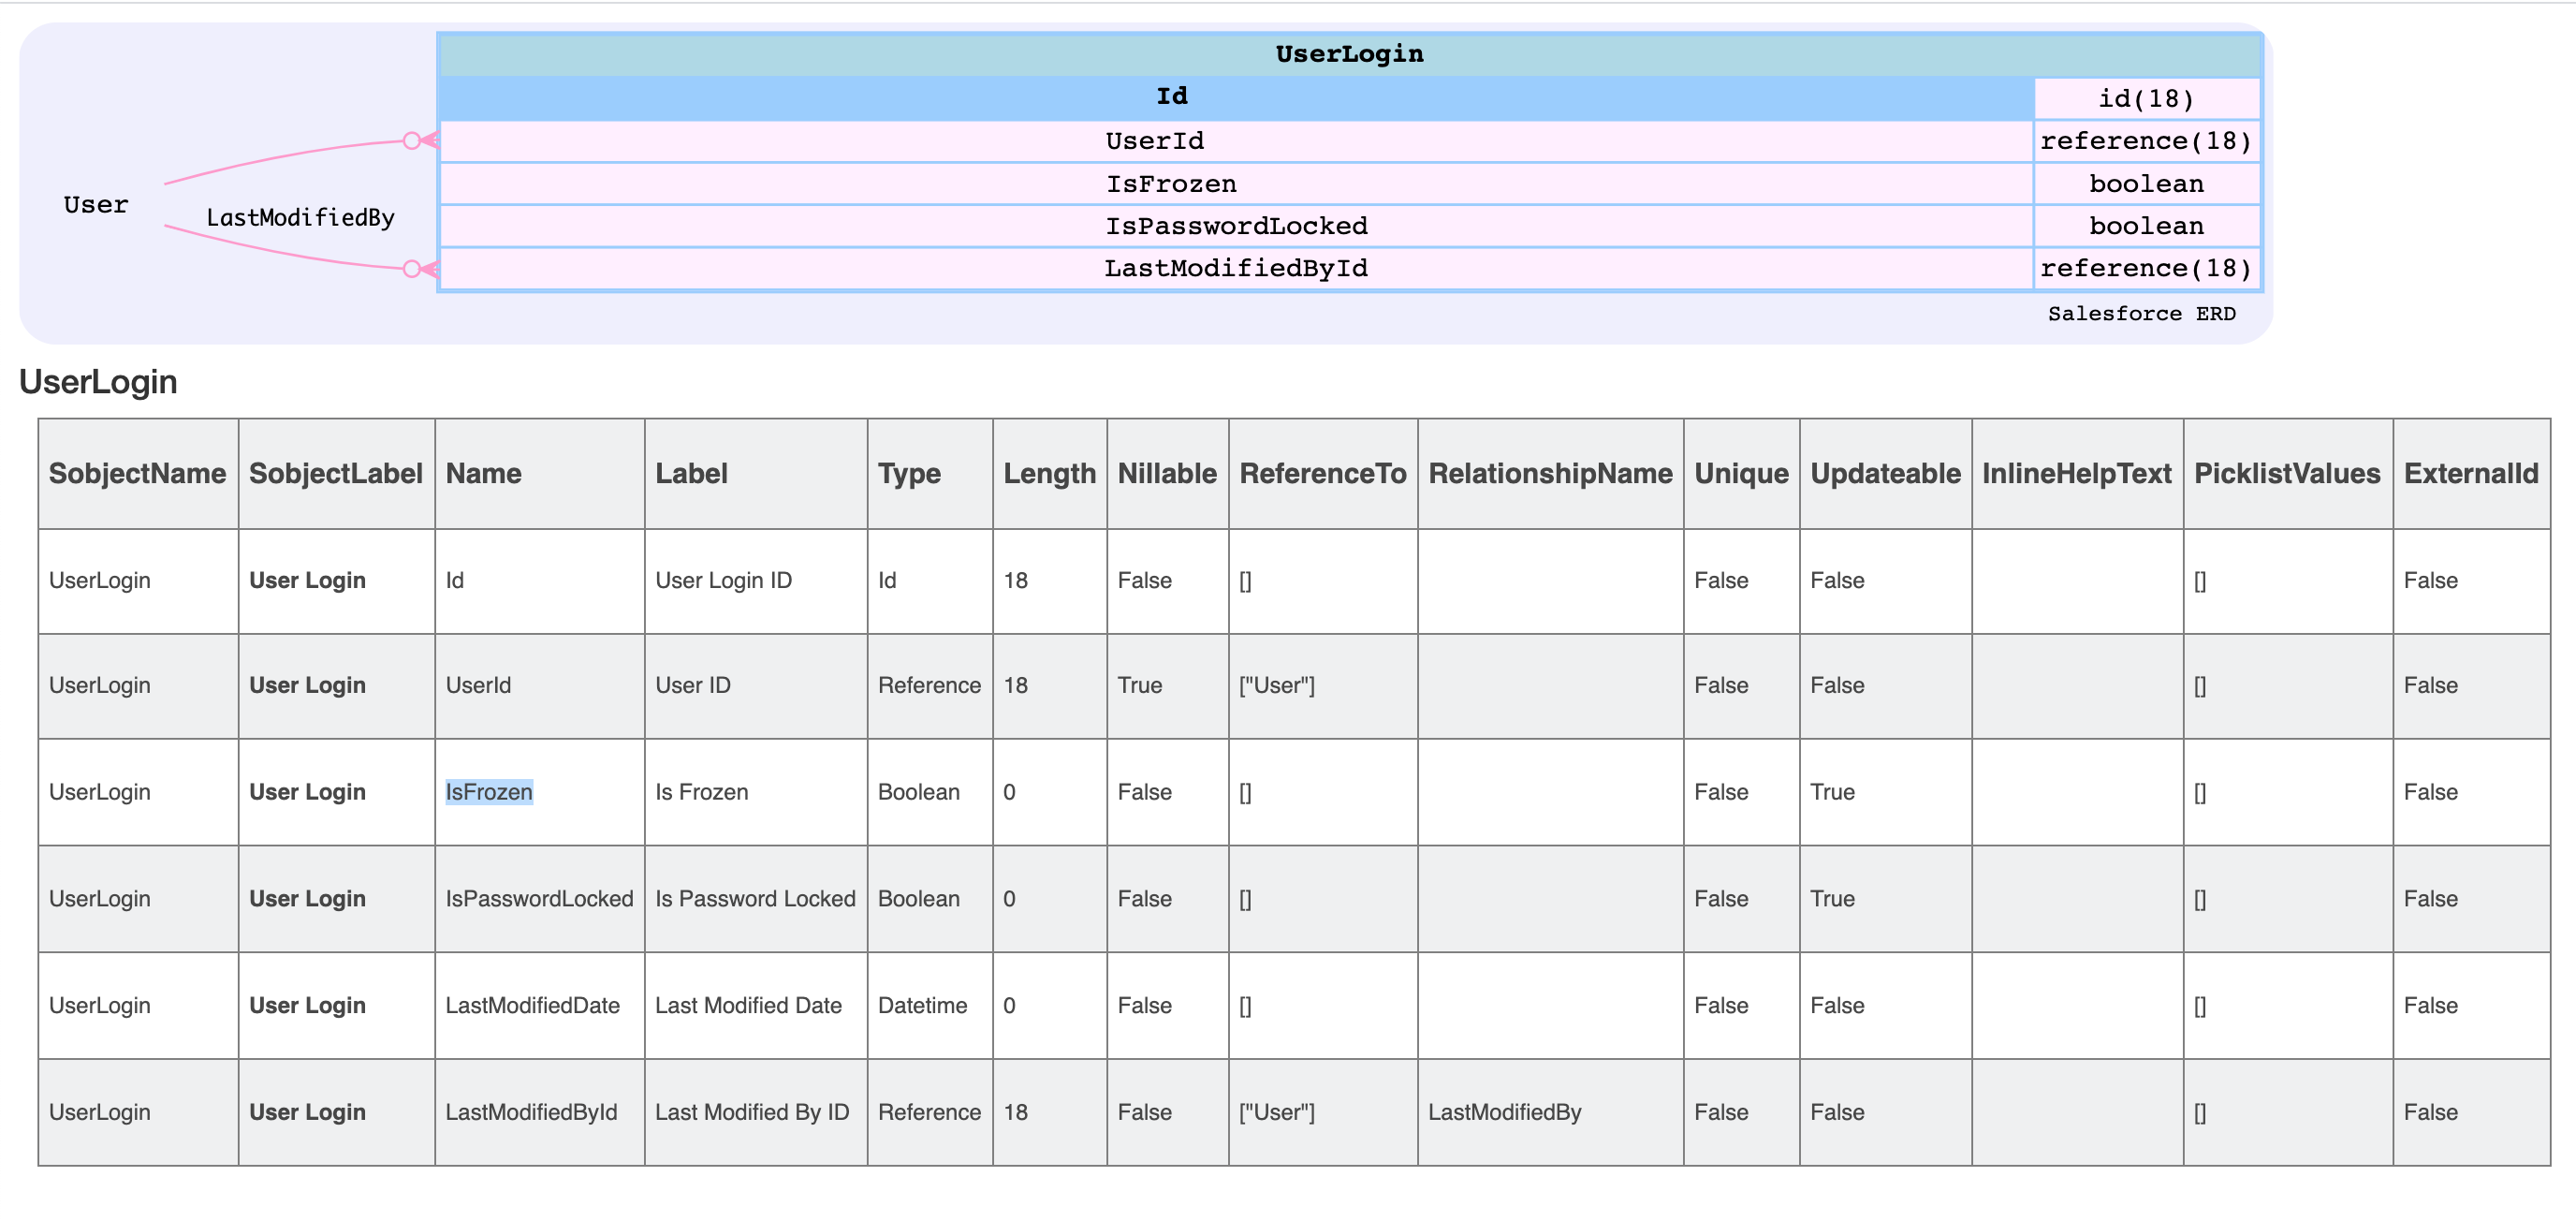 UserLogin
Id id(18)
UserId reference(18)
IsFrozen boolean
User
LastModifiedBy
IsPasswordLocked boolean
LastModifiedById reference(18)
Salesforce ERD
UserLogin
SobjectName SobjectLabel Name Label Type Length Nillable ReferenceTo RelationshipName Unique Updateable InlineHelpText PicklistValues ExternalId
UserLogin User Login Id User Login ID Id 18 False [] False False [] False
UserLogin User Login UserId User ID Reference 18 True ["User"] False False [] False
UserLogin User Login IsFrozen Is Frozen Boolean 0 False [] False True [] False
UserLogin User Login IsPasswordLocked Is Password Locked Boolean 0 False [] False True [] False
UserLogin User Login LastModifiedDate Last Modified Date Datetime 0 False [] False False [] False
UserLogin User Login LastModifiedById Last Modified By ID Reference 18 False ["User"] LastModifiedBy False False [] False